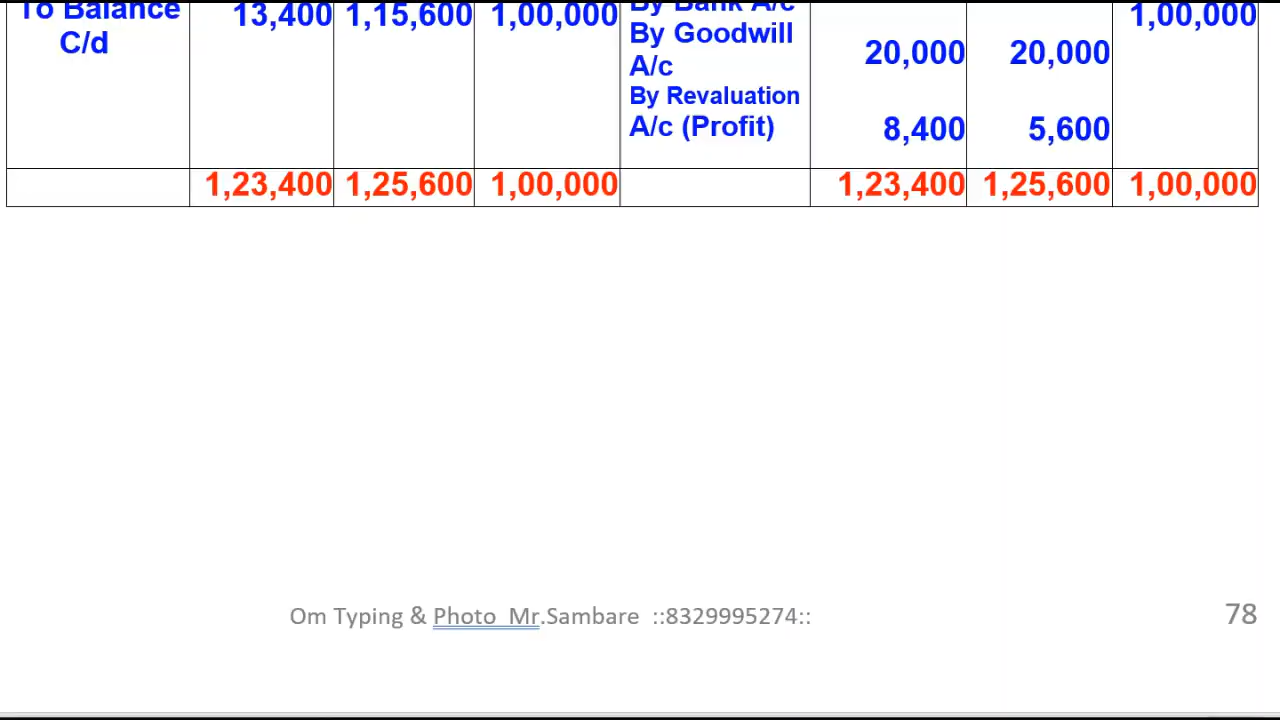 To Balance 13,400 1,15,600 1,00,000 By Bank A/c 1,00,000
C/d By Goodwill
A/c 20,000 20,000
By Revaluation
A/c (Profit) 8,400 5,600
1,23,400 1,25,600 1,00,000 1,23,400 1,25,600 1,00,000
Om Typing & Photo Mr.Sambare ::8329995274:: 78